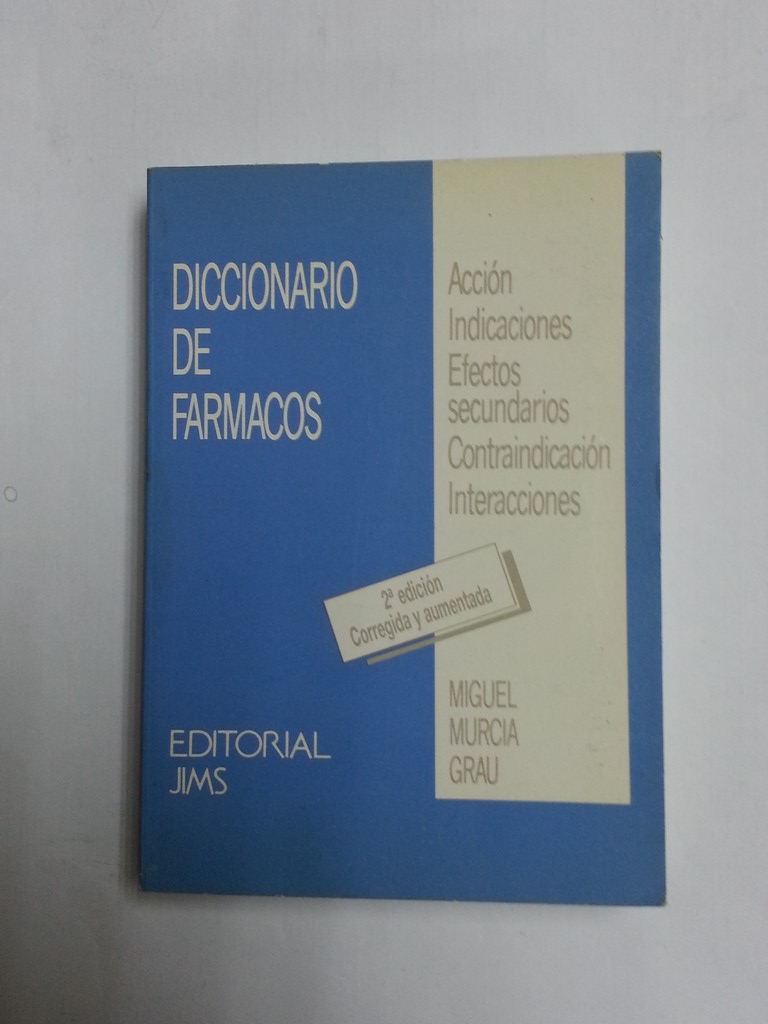 DICCIONARIO
DE
FARMACOS
Acción
Indicaciones
Efectos
secundarios
Contraindicación
Interacciones
2ª edición
Corregida y aumentada
MIGUEL
MURCIA
GRAU
EDITORIAL
JIMS